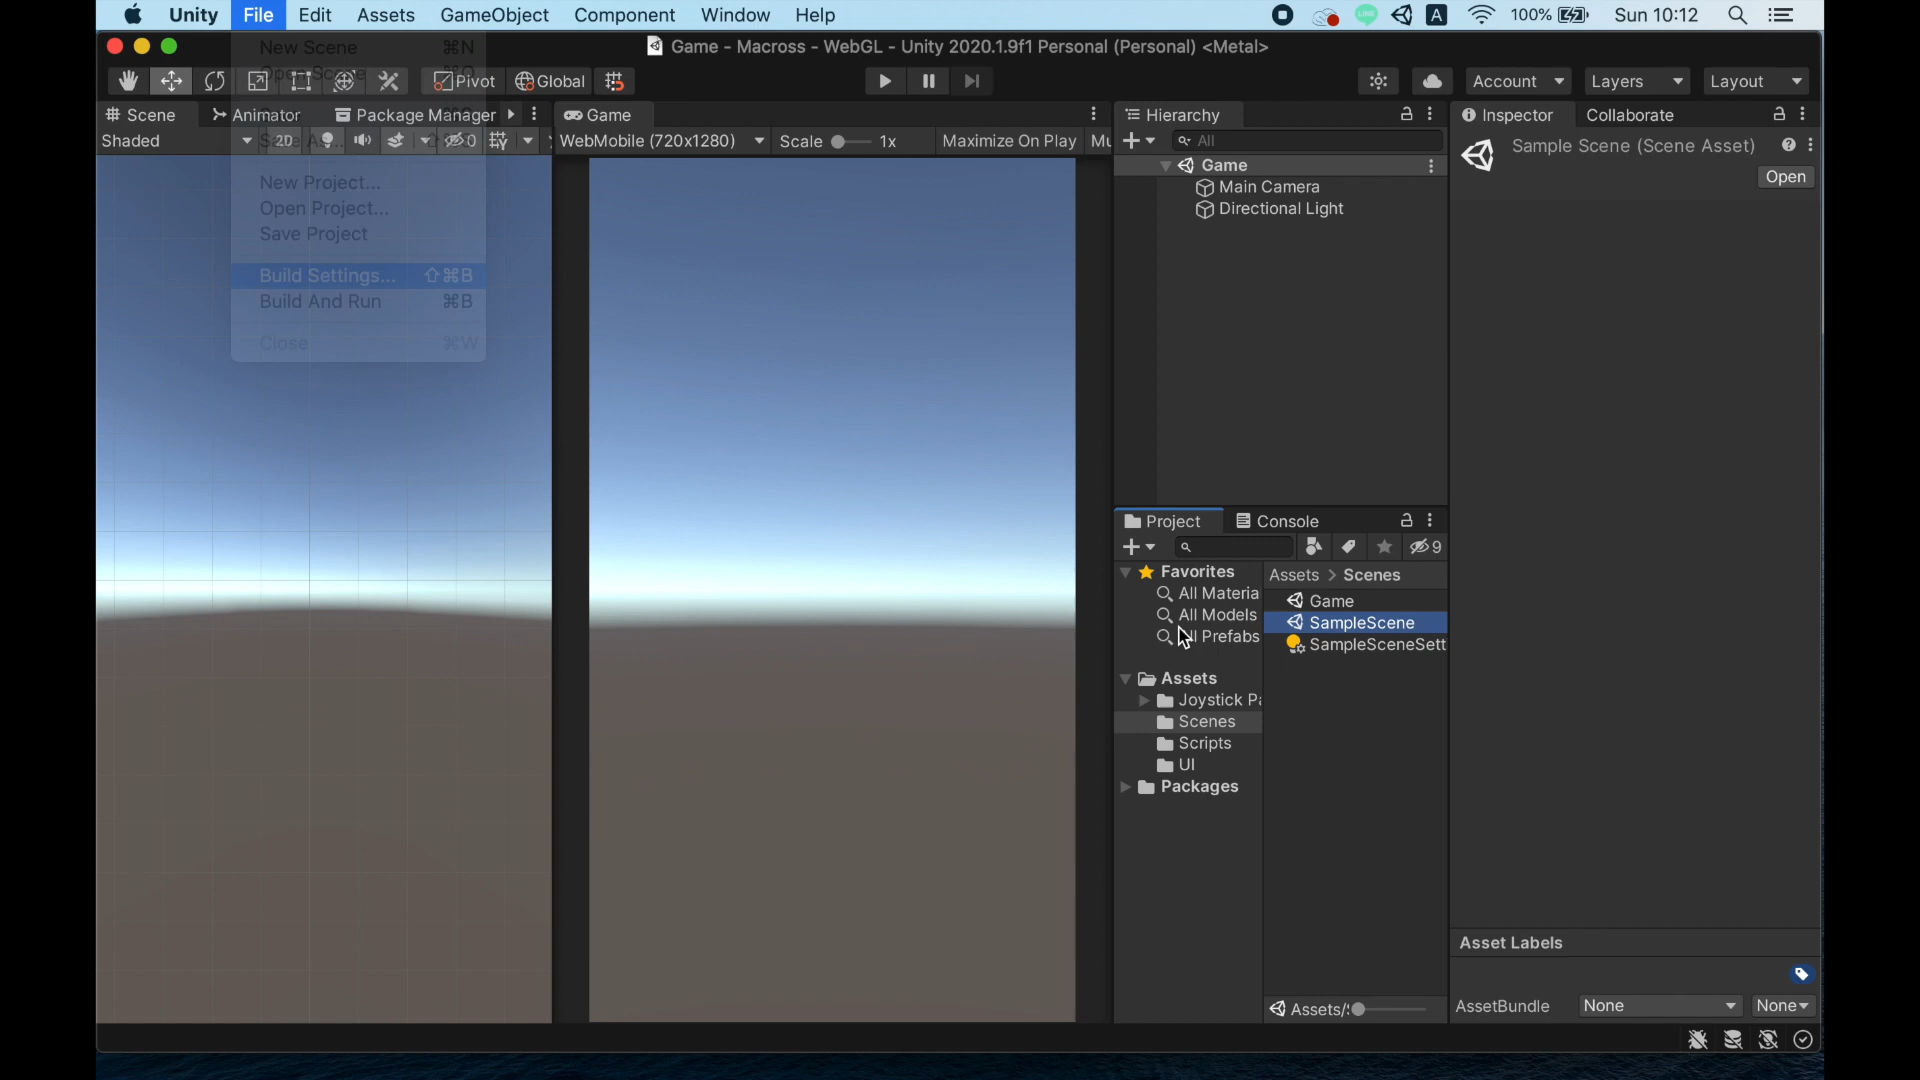 Unity File Edit Assets GameObject Component Window Help A 100% Sun 10:12
Game - Macross - WebGL - Unity 2020.1.9f1 Personal (Personal) <Metal>
New Scene ⌘N
Pivot Global Account Layers Layout
Scene Animator Package Manager Game Hierarchy Inspector Collaborate
Shaded 2D 0 WebMobile (720x1280) Scale 1x Maximize On Play Mu All
Sample Scene (Scene Asset)
Open
Game
Main Camera
Directional Light
New Project...
Open Project...
Save Project
Build Settings... ⇧⌘B
Build And Run ⌘B
Close ⌘W
Project Console
9
Favorites
All Materia
All Models
Prefabs
Assets
Joystick Pa
Scenes
Scripts
UI
Packages
Assets > Scenes
Game
SampleScene
SampleSceneSett
Assets/
Asset Labels
AssetBundle None None